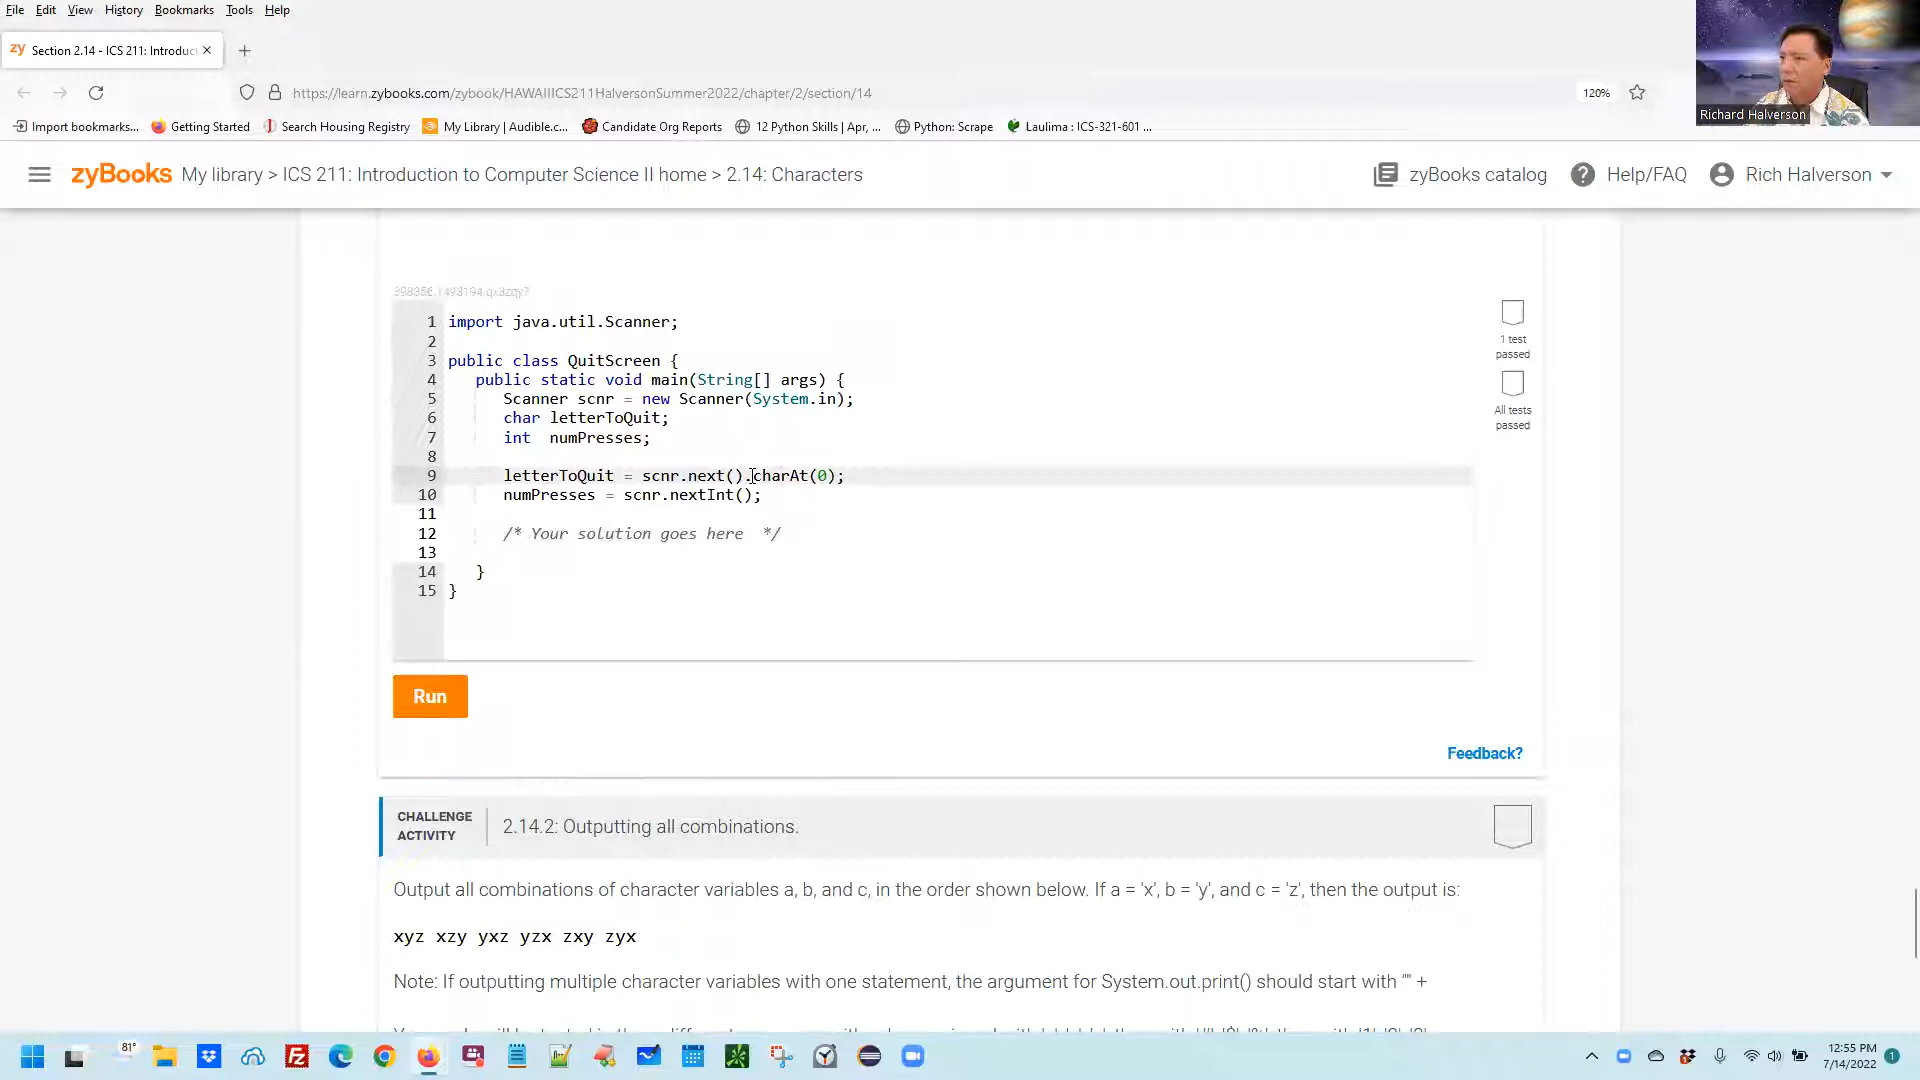 File Edit View History Bookmarks Tools Help
zy Section 2.14 - ICS 211: Introduc
https://learn.zybooks.com/zybook/HAWAIIICS211HalversonSummer2022/chapter/2/section/14
120%
Richard Halverson
Import bookmarks... Getting Started Search Housing Registry My Library | Audible.c... Candidate Org Reports 12 Python Skills | Apr, ... Python: Scrape Laulima : ICS-321-601 ...
zyBooks My library > ICS 211: Introduction to Computer Science II home > 2.14: Characters
zyBooks catalog Help/FAQ Rich Halverson
398356.1493194.qx3zqy7
1 import java.util.Scanner;
2
3 public class QuitScreen {
4 public static void main(String[] args) {
5 Scanner scnr = new Scanner(System.in);
6 char letterToQuit;
7 int numPresses;
8
9 letterToQuit = scnr.next().charAt(0);
10 numPresses = scnr.nextInt();
11
12 /* Your solution goes here */
13
14 }
15 }
1 test
passed
All tests
passed
Run
Feedback?
CHALLENGE
ACTIVITY
2.14.2: Outputting all combinations.
Output all combinations of character variables a, b, and c, in the order shown below. If a = 'x', b = 'y', and c = 'z', then the output is:
xyz xzy yxz yzx zxy zyx
Note: If outputting multiple character variables with one statement, the argument for System.out.print() should start with "" +
81°
12:55 PM
7/14/2022
1